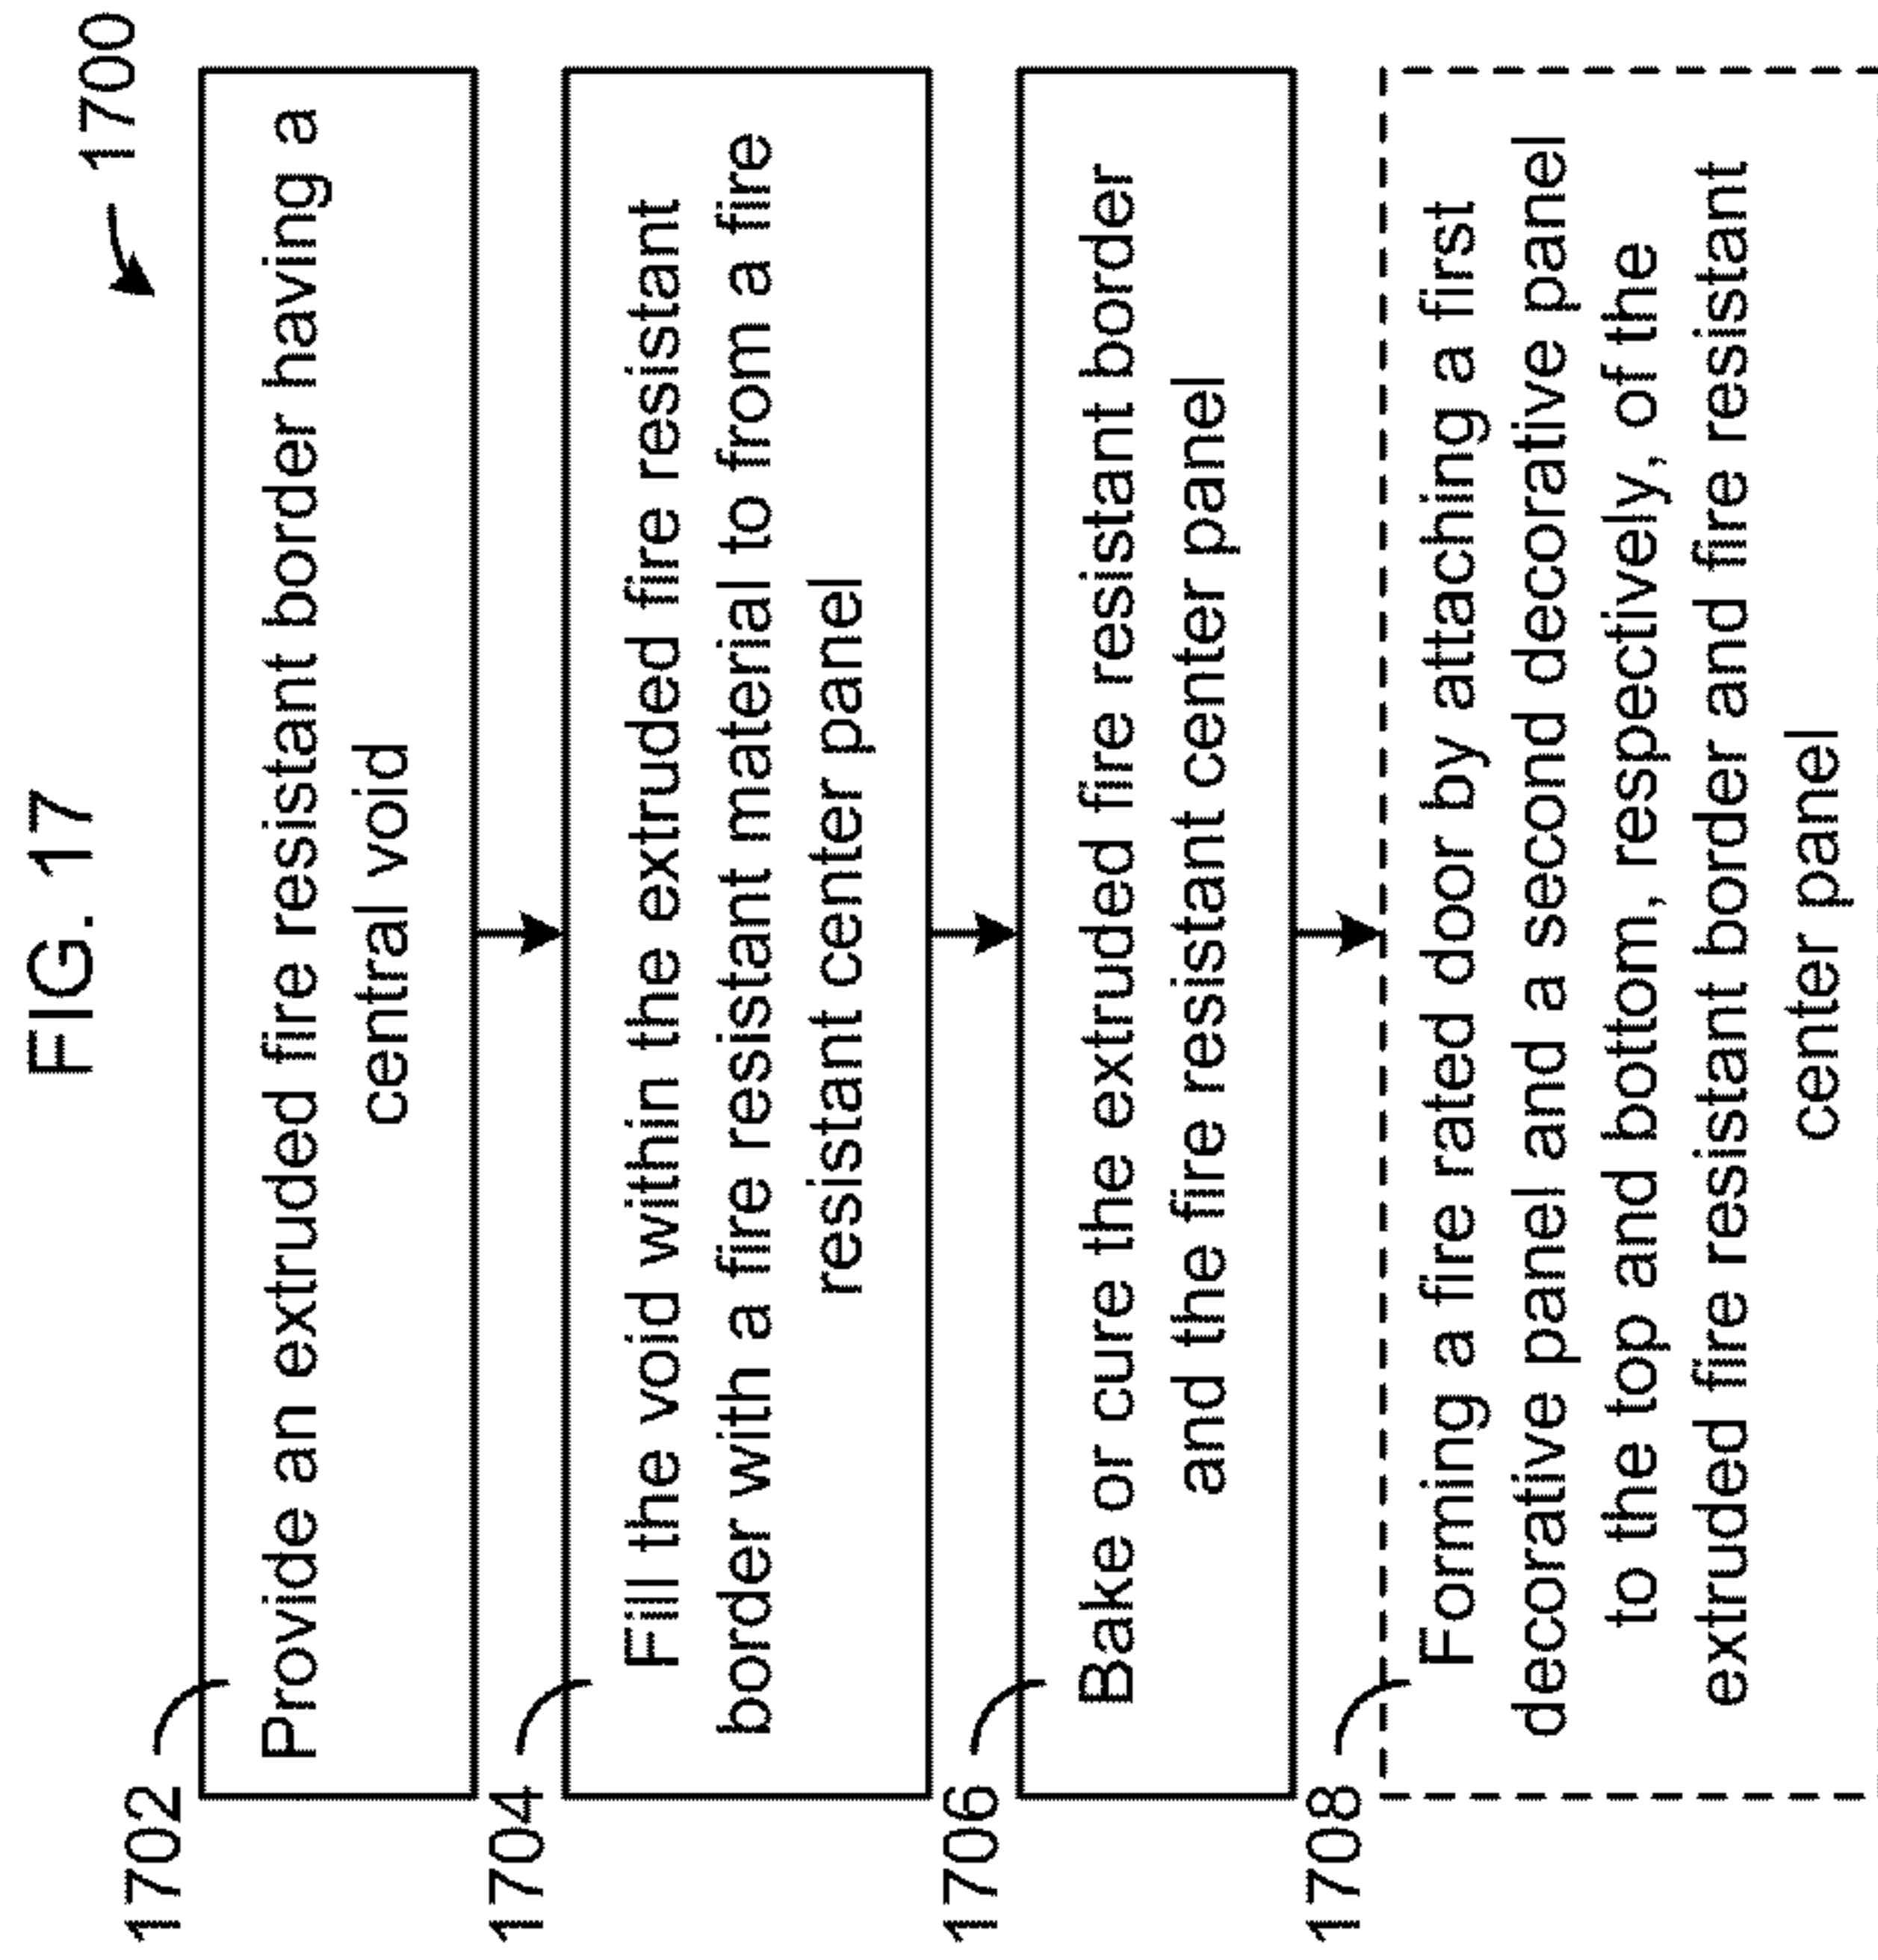 FIG. 17
1700
1702
Provide an extruded fire resistant border having a
central void
1704
Fill the void within the extruded fire resistant
border with a fire resistant material to from a fire
resistant center panel
1706
Bake or cure the extruded fire resistant border
and the fire resistant center panel
1708
Forming a fire rated door by attaching a first
decorative panel and a second decorative panel
to the top and bottom, respectively, of the
extruded fire resistant border and fire resistant
center panel